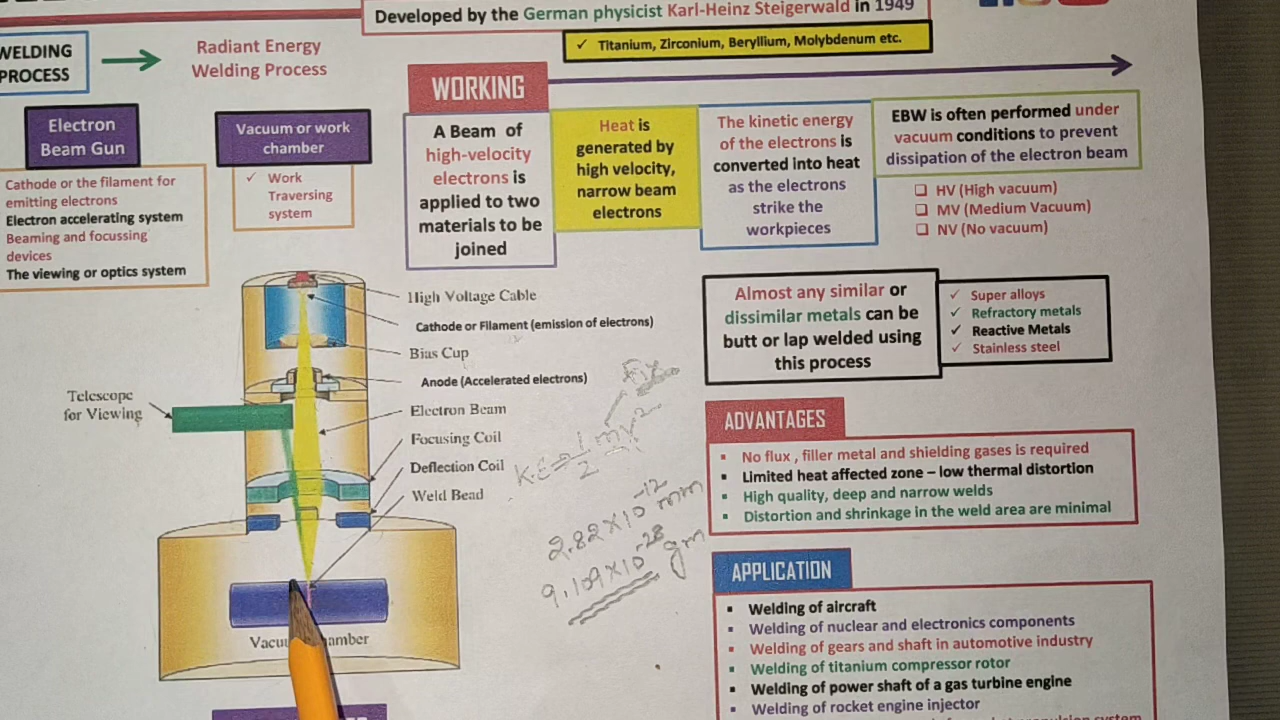 Developed by the German physicist Karl-Heinz Steigerwald in 1949
✓ Titanium, Zirconium, Beryllium, Molybdenum etc.
WELDING
PROCESS
Radiant Energy
Welding Process
Electron
Beam Gun
Cathode or the filament for
emitting electrons
Electron accelerating system
Beaming and focussing
devices
The viewing or optics system
Vacuum or work
chamber
✓ Work
Traversing
system
WORKING
A Beam of
high-velocity
electrons is
applied to two
materials to be
joined
Heat is
generated by
high velocity,
narrow beam
electrons
The kinetic energy
of the electrons is
converted into heat
as the electrons
strike the
workpieces
EBW is often performed under
vacuum conditions to prevent
dissipation of the electron beam
❑ HV (High vacuum)
❑ MV (Medium Vacuum)
❑ NV (No vacuum)
High Voltage Cable
Cathode or Filament (emission of electrons)
Bias Cup
Anode (Accelerated electrons)
Telescope
for Viewing
Electron Beam
Focusing Coil
Deflection Coil
Weld Bead
K.E = 1/2 mv²
2.82×10⁻¹² mm
9.109×10⁻²⁸ gm
Almost any similar or
dissimilar metals can be
butt or lap welded using
this process
✓ Super alloys
✓ Refractory metals
✓ Reactive Metals
✓ Stainless steel
ADVANTAGES
▪ No flux , filler metal and shielding gases is required
▪ Limited heat affected zone – low thermal distortion
▪ High quality, deep and narrow welds
▪ Distortion and shrinkage in the weld area are minimal
APPLICATION
▪ Welding of aircraft
▪ Welding of nuclear and electronics components
▪ Welding of gears and shaft in automotive industry
▪ Welding of titanium compressor rotor
▪ Welding of power shaft of a gas turbine engine
▪ Welding of rocket engine injector